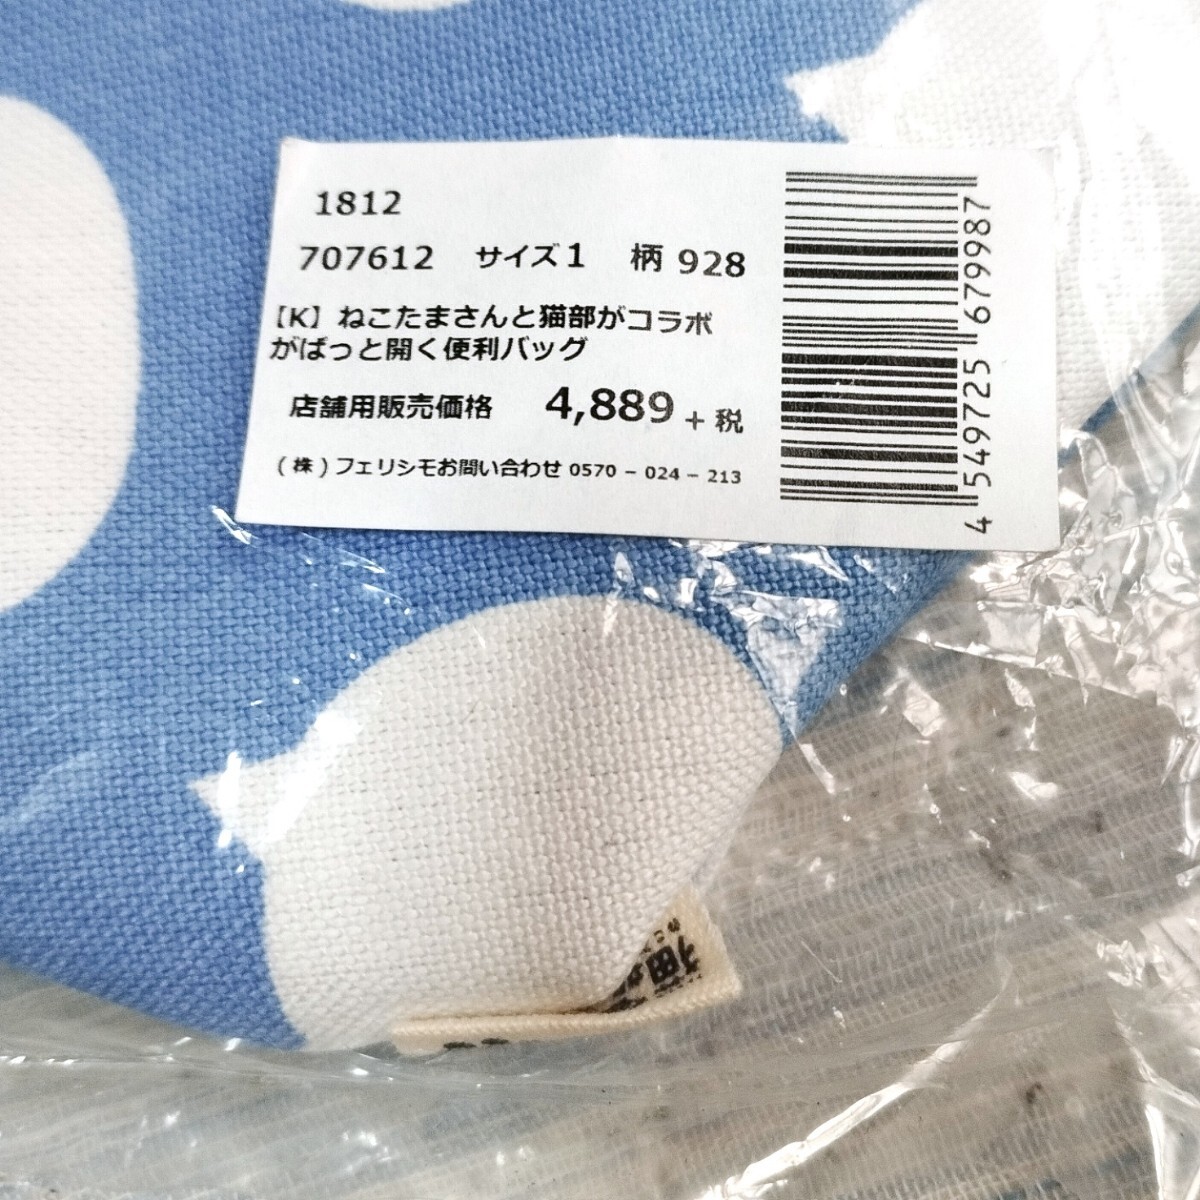 1812
707612 サイズ1 柄 928
【K】ねこたまさんと猫部がコラボ
がばっと開く便利バッグ
店舗用販売価格 4,889 + 税
(株)フェリシモお問い合わせ 0570 - 024 - 213
4 549725 679987